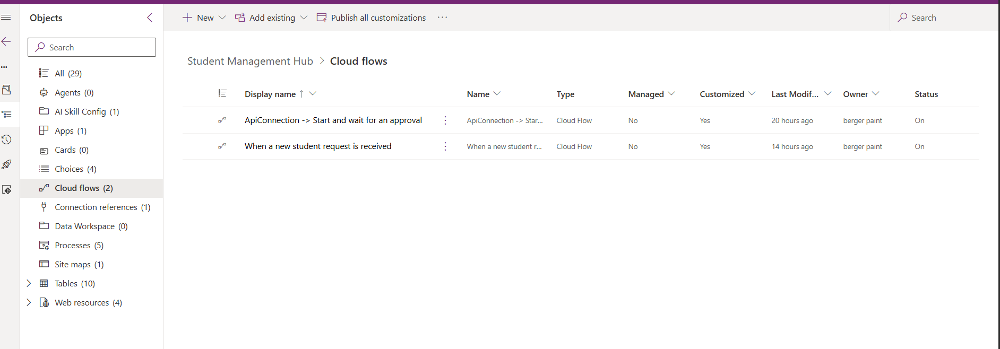 Objects
Search
All (29)
Agents (0)
AI Skill Config (1)
Apps (1)
Cards (0)
Choices (4)
Cloud flows (2)
Connection references (1)
Data Workspace (0)
Processes (5)
Site maps (1)
Tables (10)
Web resources (4)
New Add existing Publish all customizations ... Search
Student Management Hub > Cloud flows
Display name ↑ Name Type Managed Customized Last Modif... Owner Status
ApiConnection -> Start and wait for an approval ApiConnection -> Star... Cloud Flow No Yes 20 hours ago berger paint On
When a new student request is received When a new student r... Cloud Flow No Yes 14 hours ago berger paint On